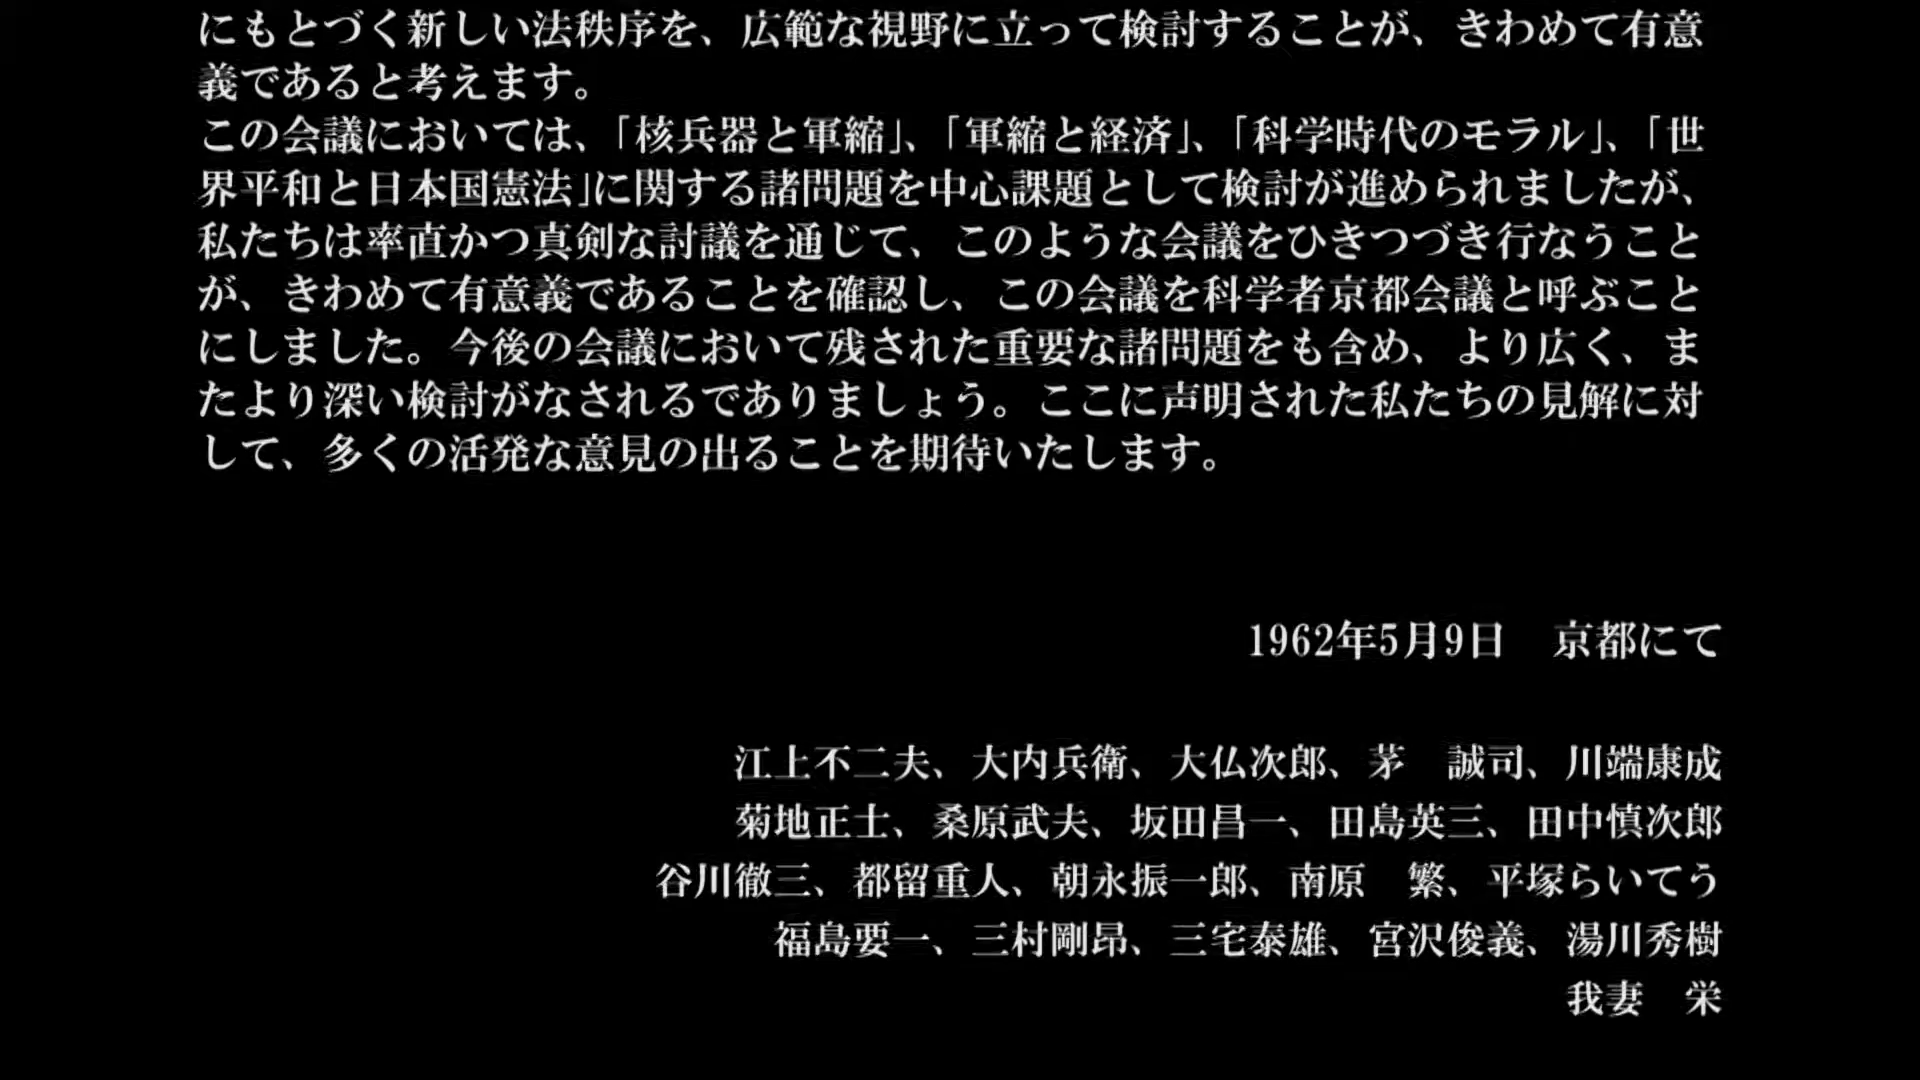 にもとづく新しい法秩序を、広範な視野に立って検討することが、きわめて有意
義であると考えます。
この会議においては、「核兵器と軍縮」、「軍縮と経済」、「科学時代のモラル」、「世
界平和と日本国憲法」に関する諸問題を中心課題として検討が進められましたが、
私たちは率直かつ真剣な討議を通じて、このような会議をひきつづき行なうこと
が、きわめて有意義であることを確認し、この会議を科学者京都会議と呼ぶこと
にしました。今後の会議において残された重要な諸問題をも含め、より広く、ま
たより深い検討がなされるでありましょう。ここに声明された私たちの見解に対
して、多くの活発な意見の出ることを期待いたします。
1962年5月9日　京都にて
江上不二夫、大内兵衛、大仏次郎、茅　誠司、川端康成
菊地正士、桑原武夫、坂田昌一、田島英三、田中慎次郎
谷川徹三、都留重人、朝永振一郎、南原　繁、平塚らいてう
福島要一、三村剛昂、三宅泰雄、宮沢俊義、湯川秀樹
我妻　栄